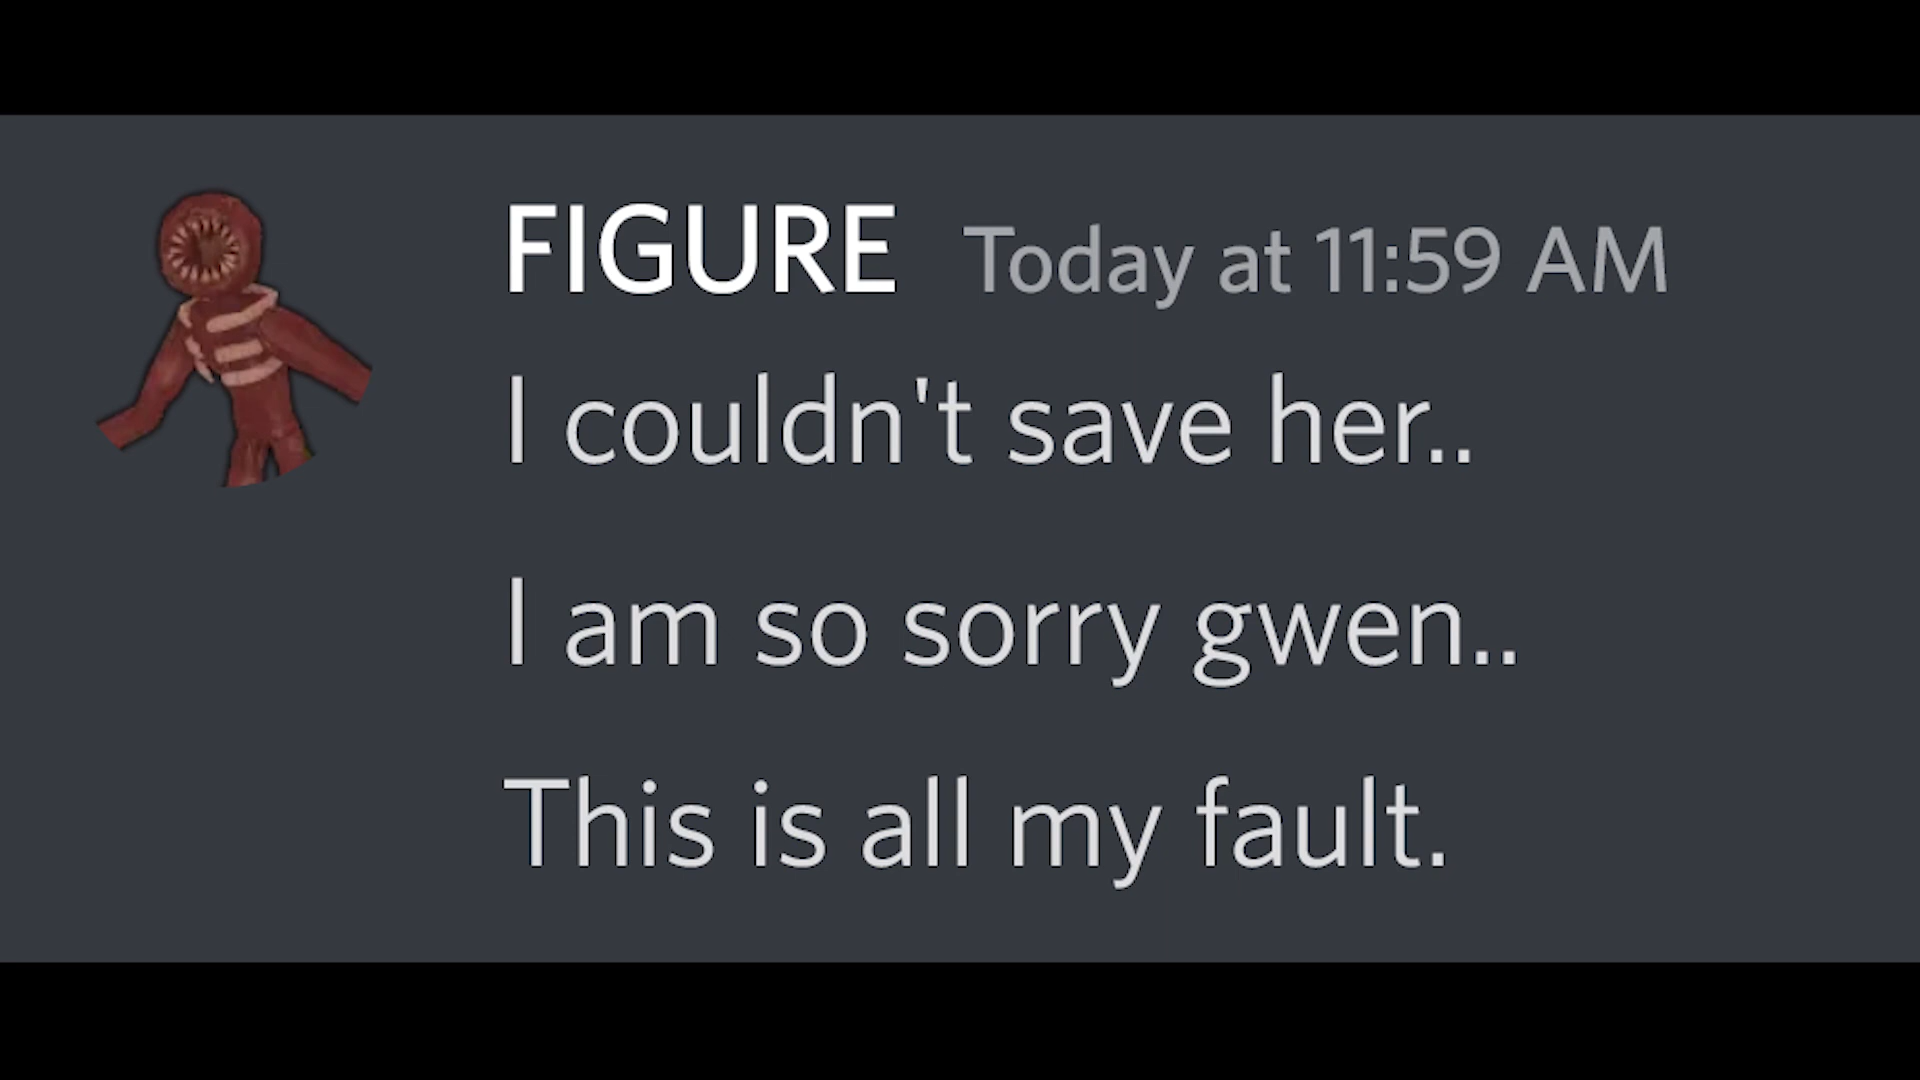 FIGURE Today at 11:59 AM
I couldn't save her..
I am so sorry gwen..
This is all my fault.